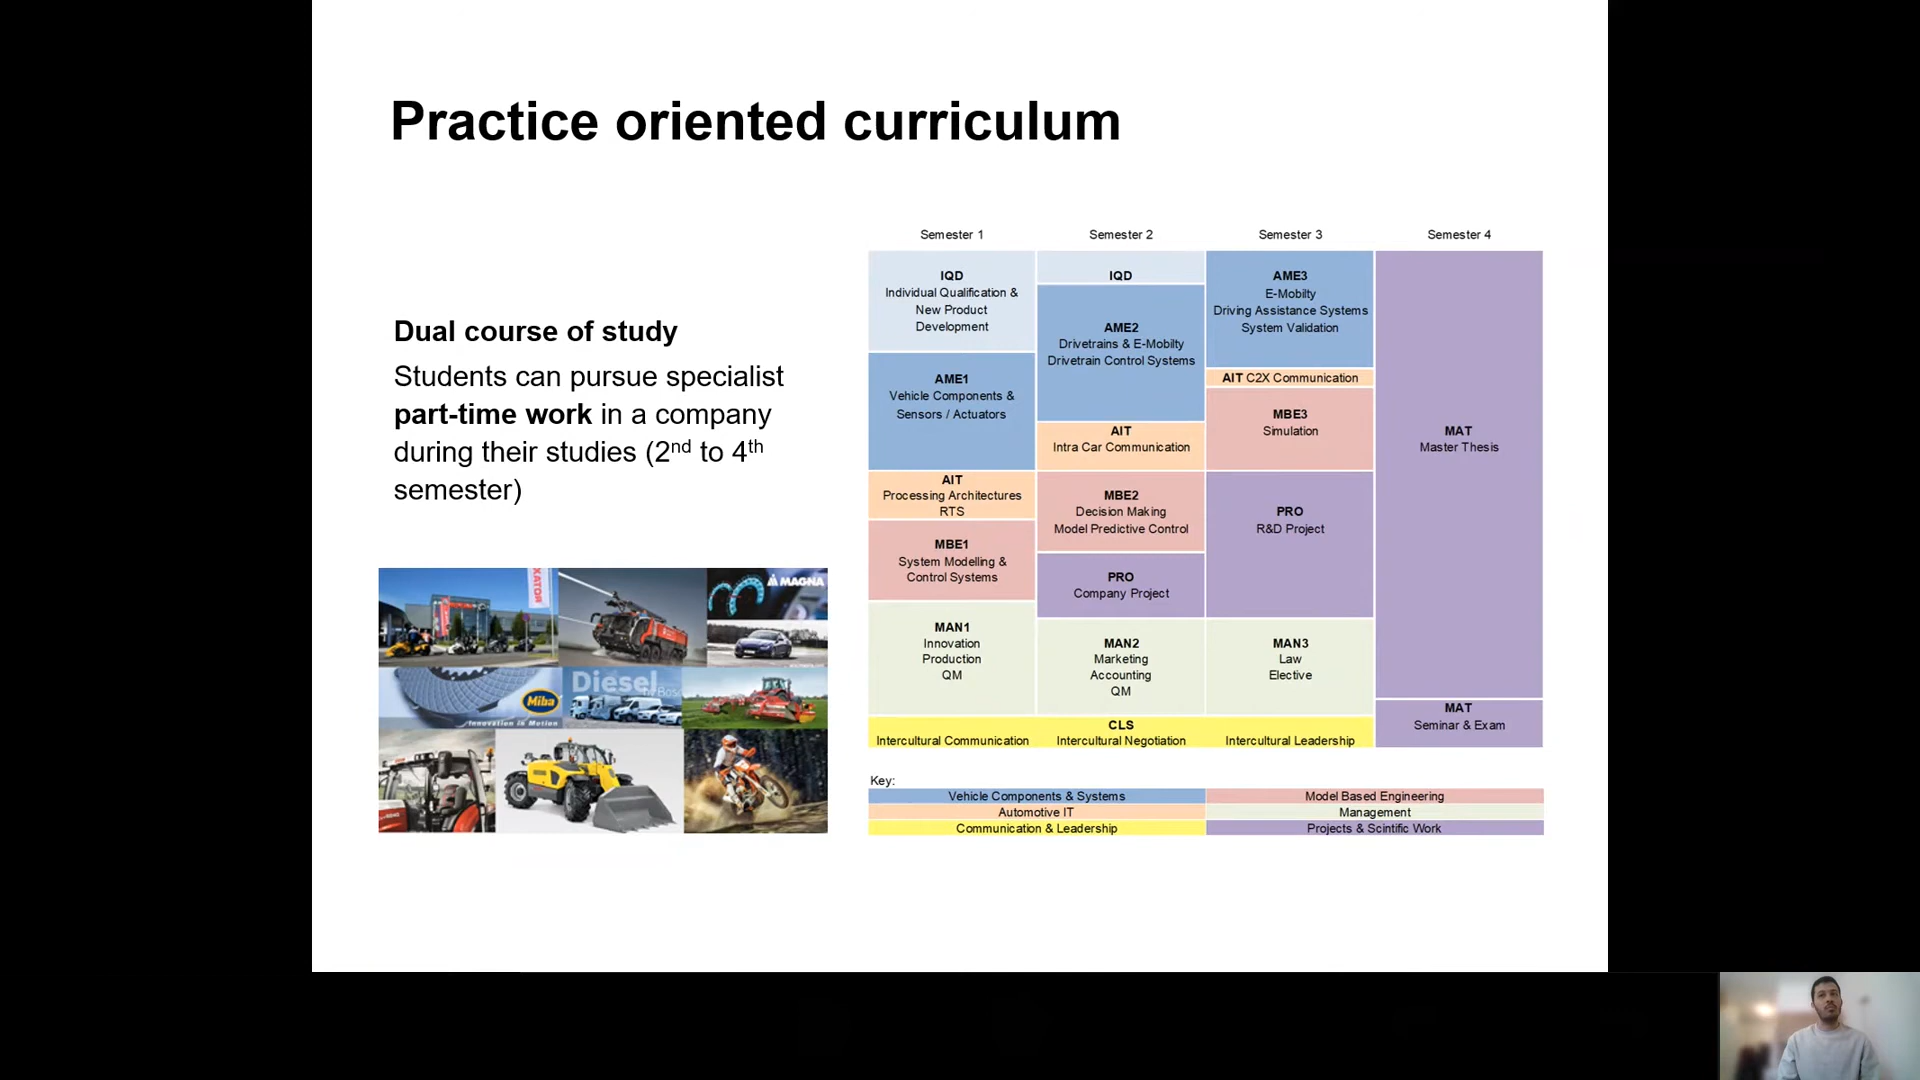 Practice oriented curriculum
Dual course of study
Students can pursue specialist
part-time work in a company
during their studies (2nd to 4th
semester)
MAGNA
Diesel
Miba
Innovation in Motion
Semester 1
IQD
Individual Qualification &
New Product
Development
AME1
Vehicle Components &
Sensors / Actuators
AIT
Processing Architectures
RTS
MBE1
System Modelling &
Control Systems
MAN1
Innovation
Production
QM
Semester 2
IQD
AME2
Drivetrains & E-Mobilty
Drivetrain Control Systems
AIT
Intra Car Communication
MBE2
Decision Making
Model Predictive Control
PRO
Company Project
MAN2
Marketing
Accounting
QM
Semester 3
AME3
E-Mobilty
Driving Assistance Systems
System Validation
AIT C2X Communication
MBE3
Simulation
PRO
R&D Project
MAN3
Law
Elective
CLS
Intercultural Communication Intercultural Negotiation Intercultural Leadership
Semester 4
MAT
Master Thesis
MAT
Seminar & Exam
Key:
Vehicle Components & Systems
Model Based Engineering
Automotive IT
Management
Communication & Leadership
Projects & Scintific Work